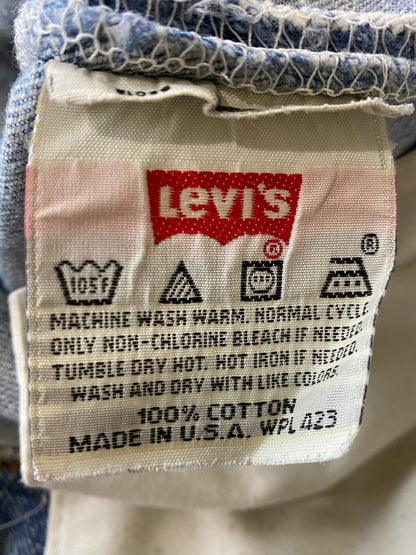 Levi's
®
®
105°F
MACHINE WASH WARM. NORMAL CYCLE
ONLY NON-CHLORINE BLEACH IF NEEDED.
TUMBLE DRY HOT. HOT IRON IF NEEDED.
WASH AND DRY WITH LIKE COLORS.
100% COTTON
MADE IN U.S.A. WPL 423